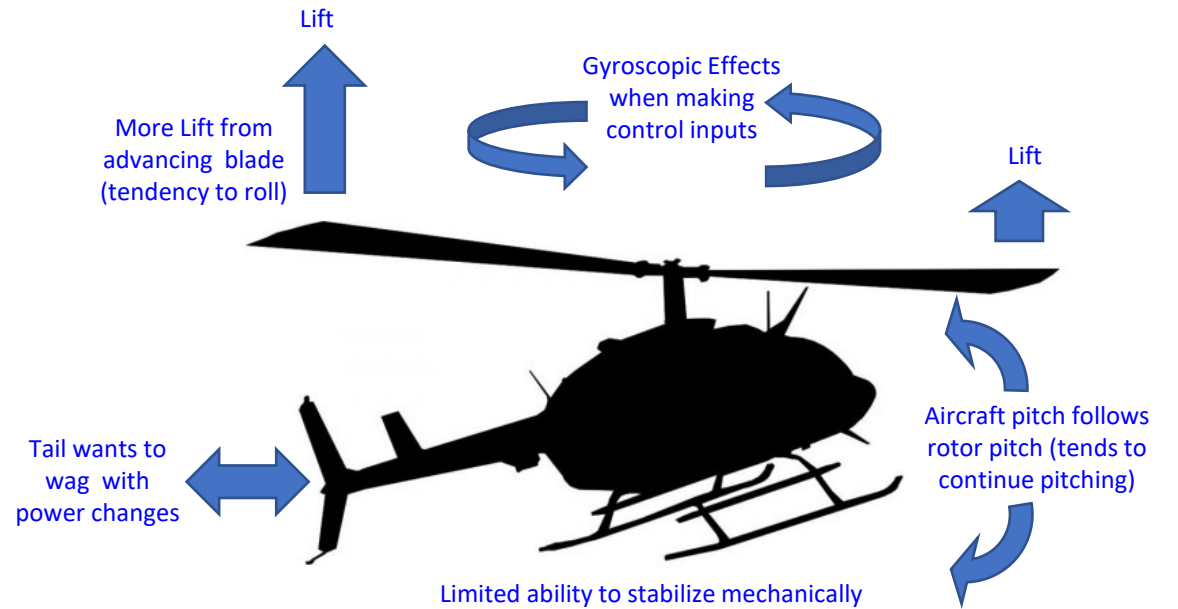 Lift
Gyroscopic Effects
when making
control inputs
More Lift from
advancing blade
(tendency to roll)
Lift
Aircraft pitch follows
rotor pitch (tends to
continue pitching)
Tail wants to
wag with
power changes
Limited ability to stabilize mechanically